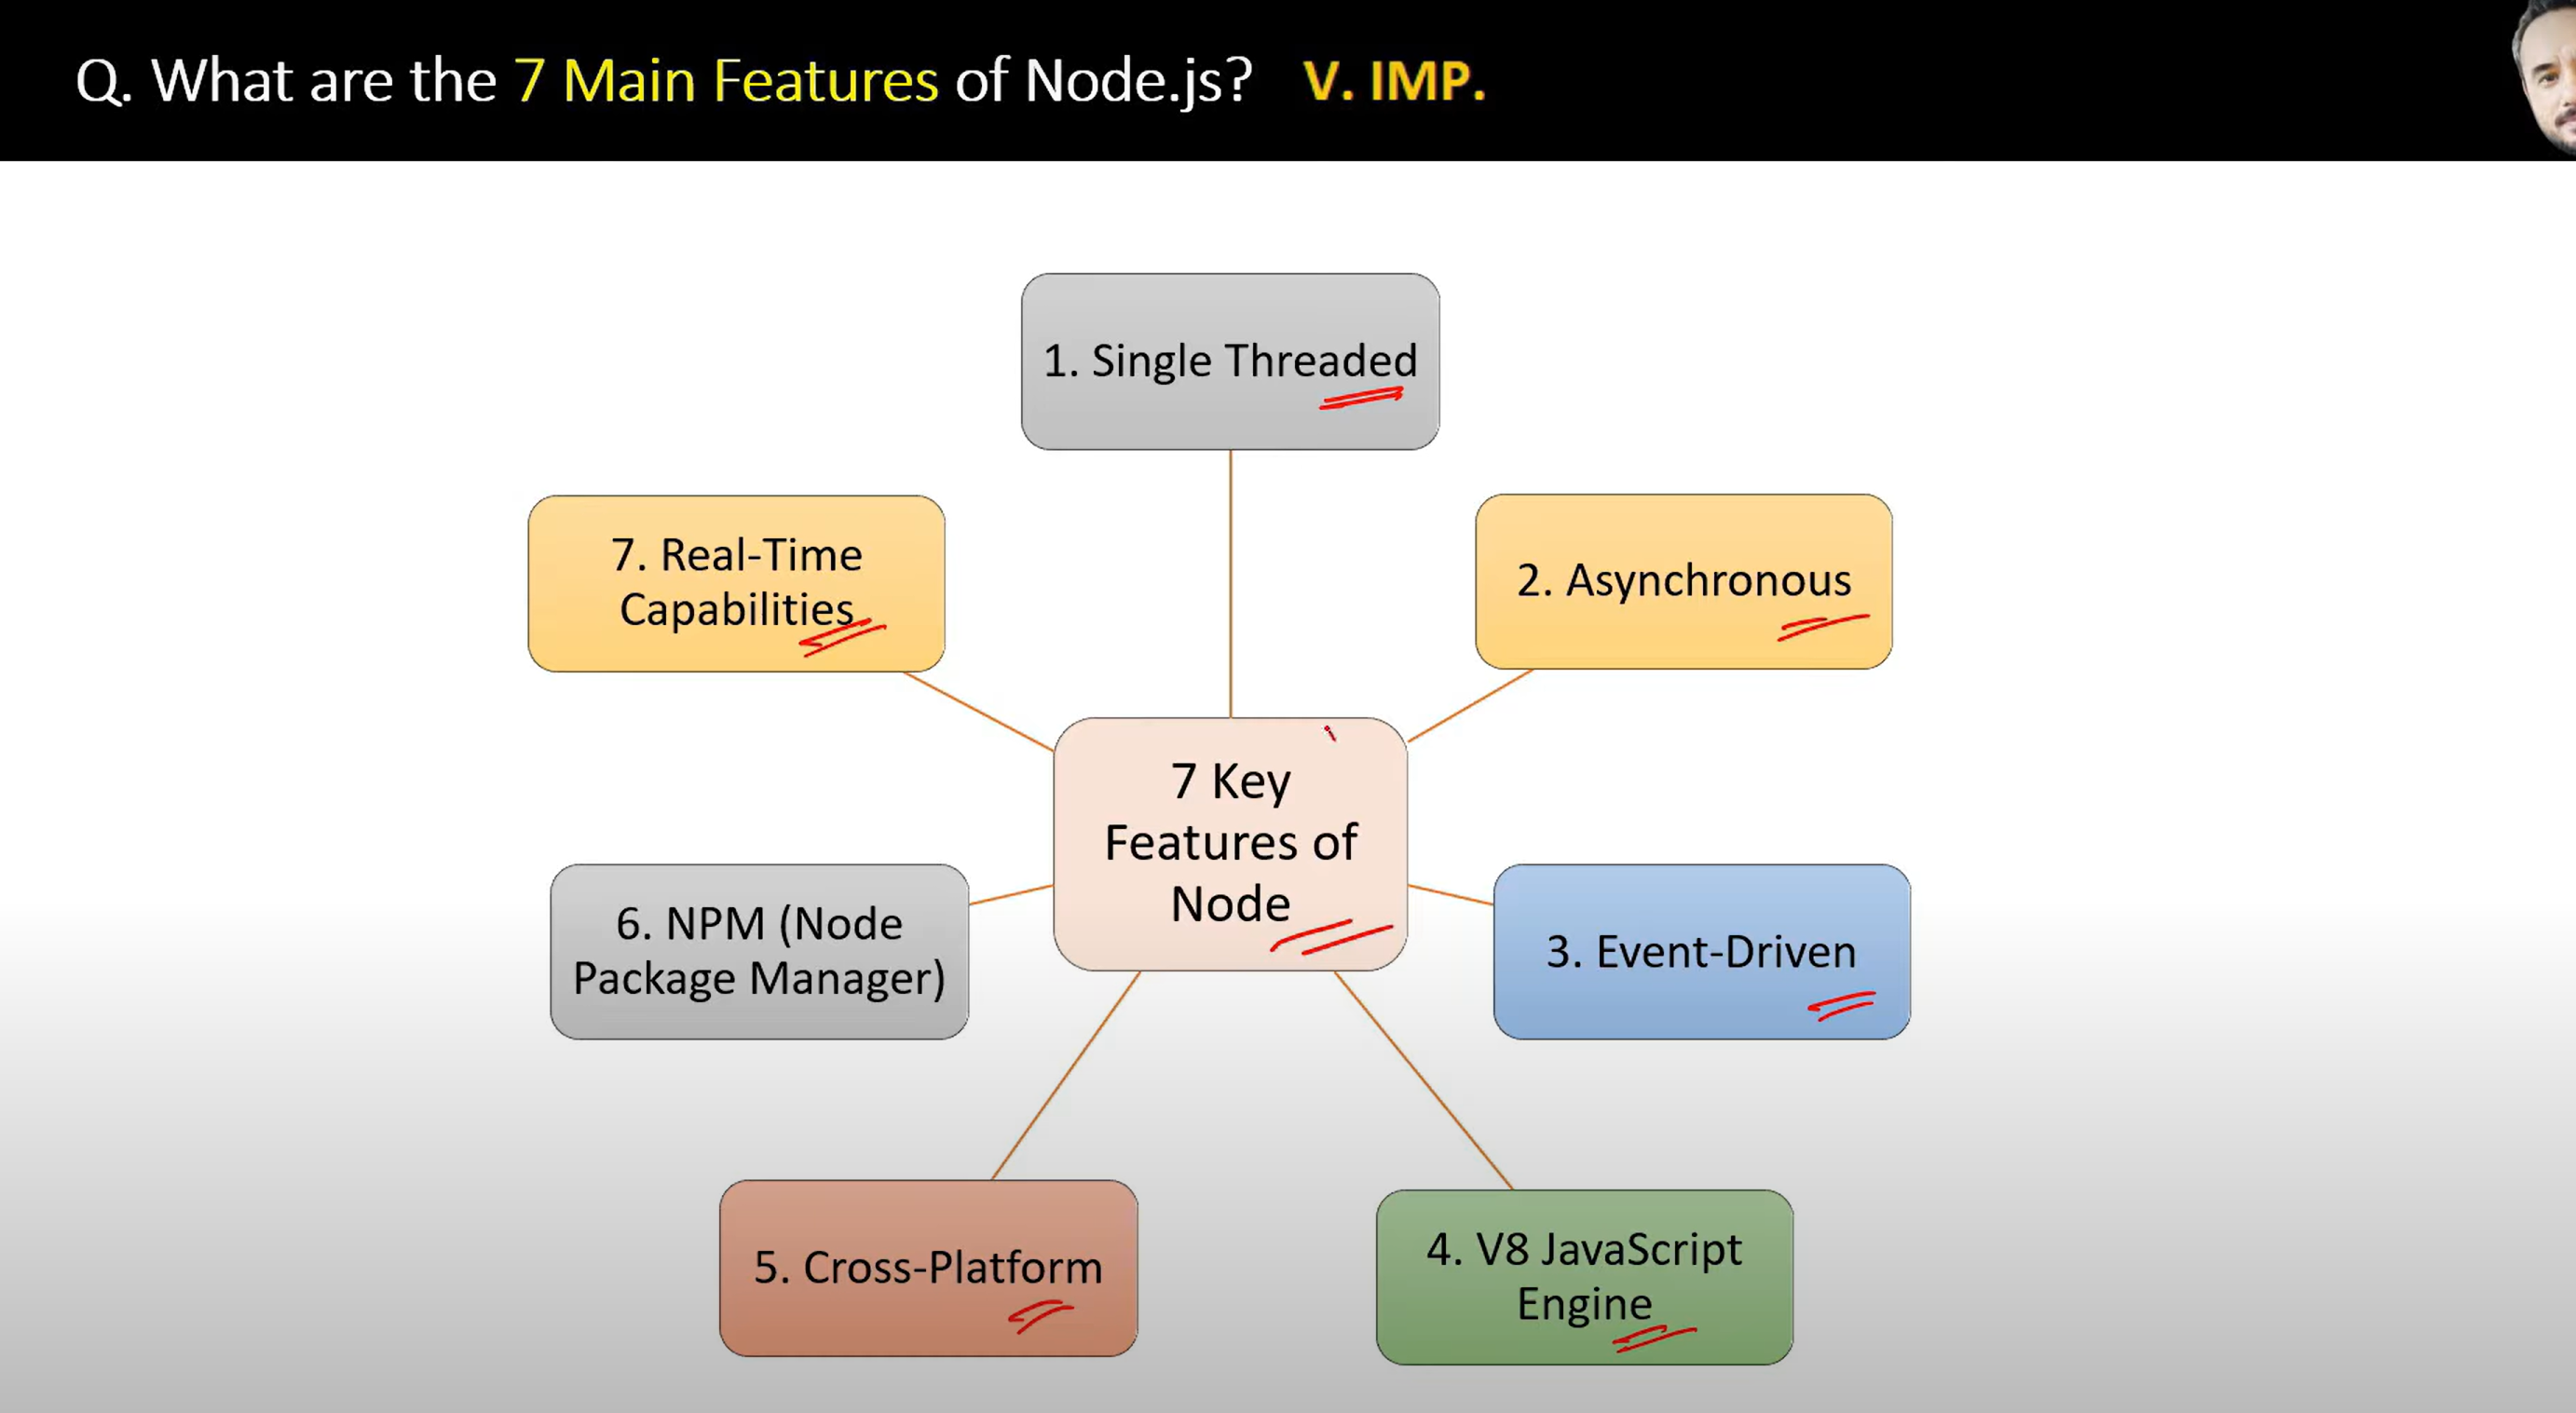 Q. What are the 7 Main Features of Node.js? V. IMP.
1. Single Threaded
7. Real-Time
Capabilities
2. Asynchronous
7 Key
Features of
Node
6. NPM (Node
Package Manager)
3. Event-Driven
5. Cross-Platform
4. V8 JavaScript
Engine